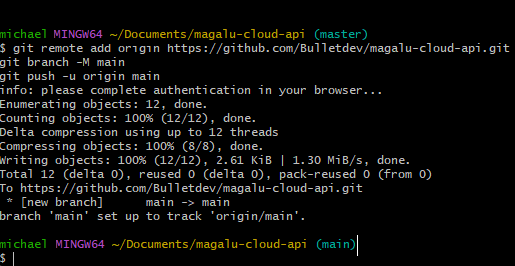 michael MINGW64 ~/Documents/magalu-cloud-api (master)
$ git remote add origin https://github.com/Bulletdev/magalu-cloud-api.git
git branch -M main
git push -u origin main
info: please complete authentication in your browser...
Enumerating objects: 12, done.
Counting objects: 100% (12/12), done.
Delta compression using up to 12 threads
Compressing objects: 100% (8/8), done.
Writing objects: 100% (12/12), 2.61 KiB | 1.30 MiB/s, done.
Total 12 (delta 0), reused 0 (delta 0), pack-reused 0 (from 0)
To https://github.com/Bulletdev/magalu-cloud-api.git
 * [new branch]      main -> main
branch 'main' set up to track 'origin/main'.

michael MINGW64 ~/Documents/magalu-cloud-api (main)
$